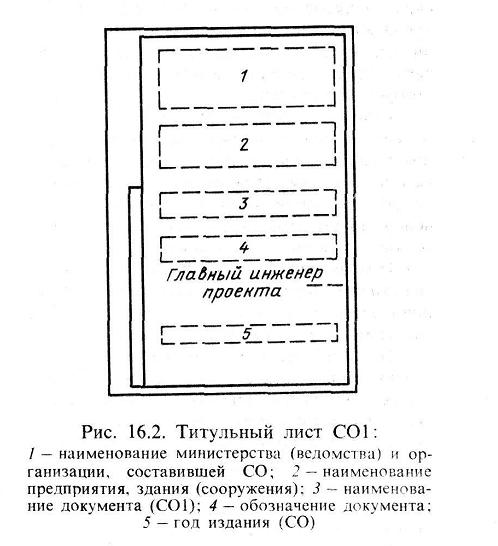 1
2
3
4
Главный инженер
проекта
5
Рис. 16.2. Титульный лист СО1:
1 — наименование министерства (ведомства) и ор-
ганизации, составившей СО; 2 — наименование
предприятия, здания (сооружения); 3 — наименова-
ние документа (СО1); 4 — обозначение документа;
5 — год издания (СО)